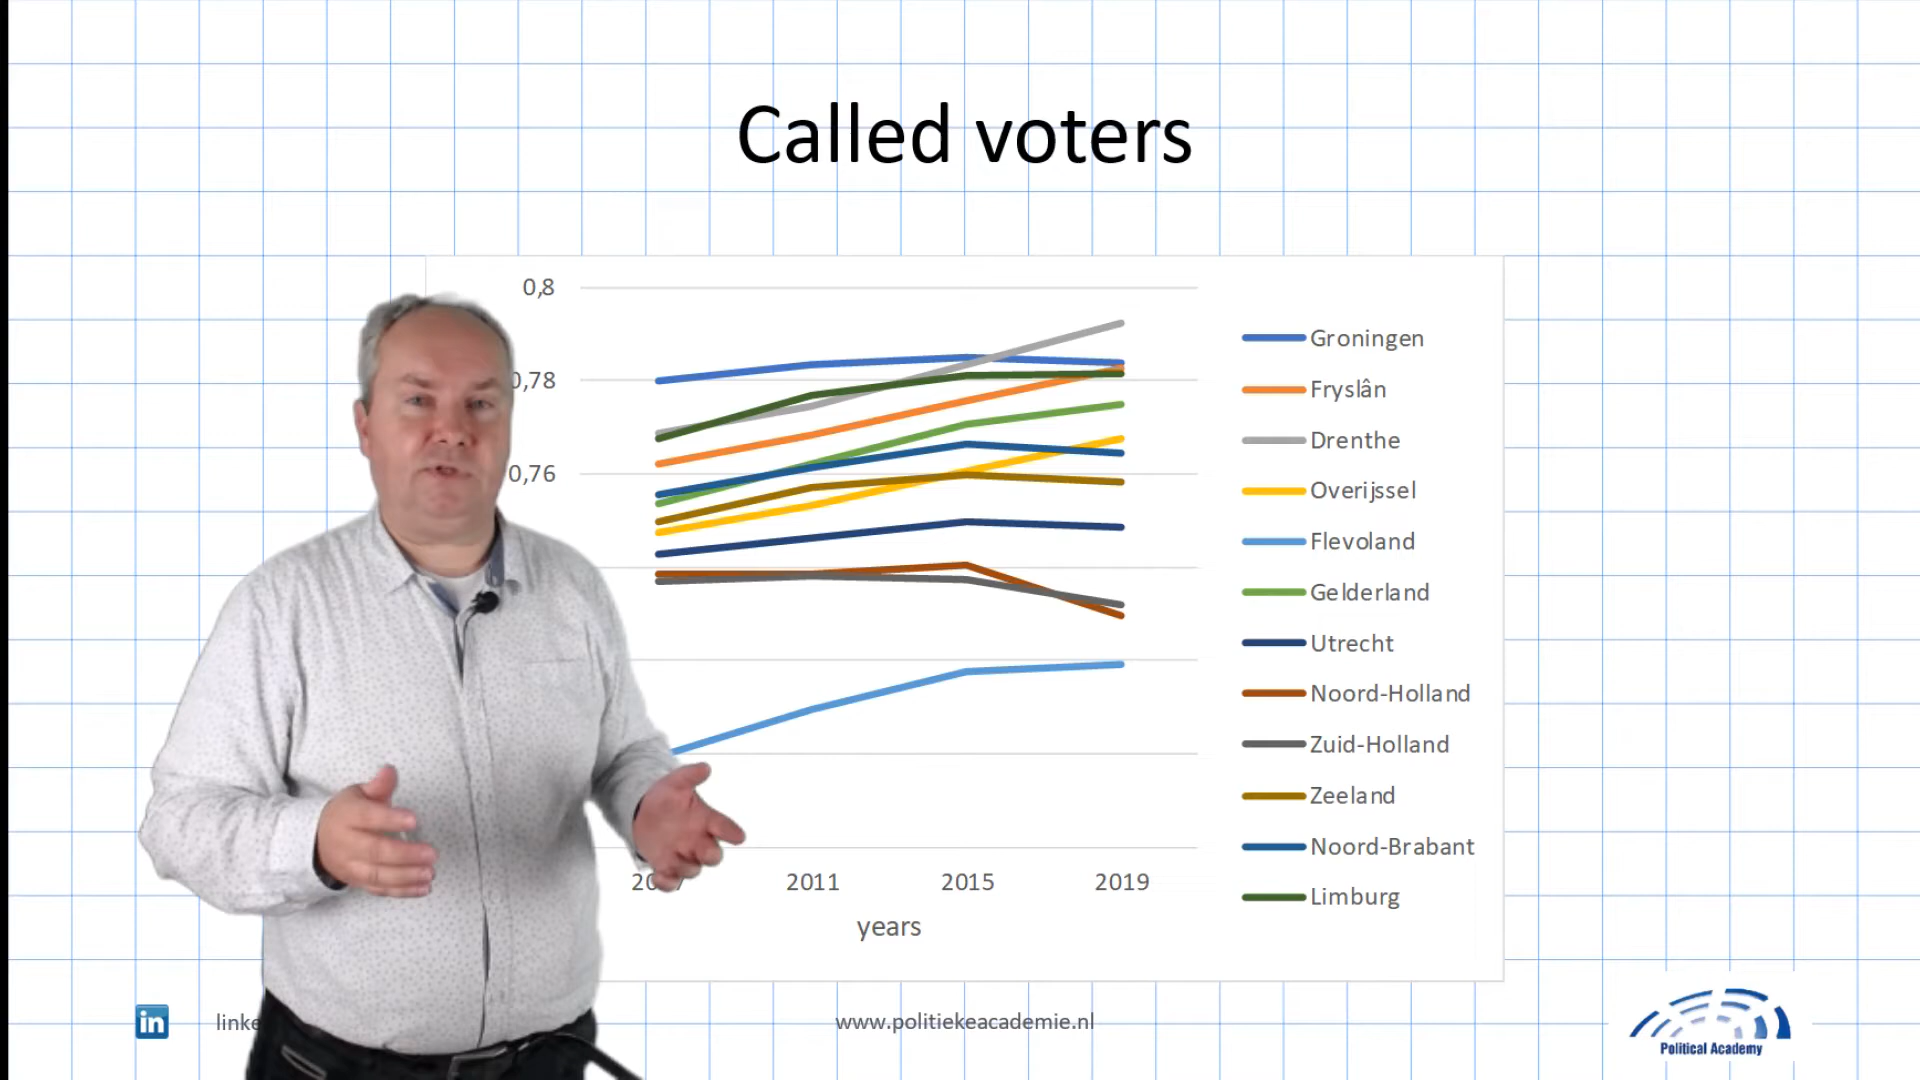 Called voters
0,8
0,78
0,76
2011
2015
2019
years
Groningen
Fryslân
Drenthe
Overijssel
Flevoland
Gelderland
Utrecht
Noord-Holland
Zuid-Holland
Zeeland
Noord-Brabant
Limburg
in
www.politiekeacademie.nl
Political Academy